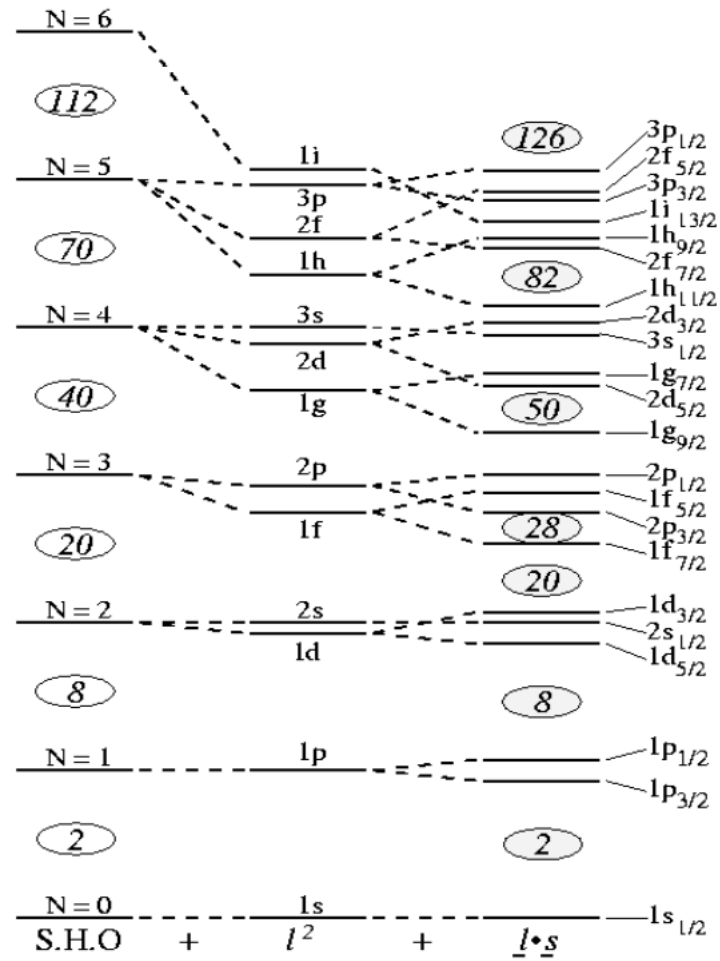 N = 6
112
126
3p1/2
1i
2f5/2
N = 5
3p
3p3/2
2f
1i13/2
70
1h
1h9/2
82
2f7/2
1h11/2
N = 4
3s
2d3/2
2d
3s1/2
40
1g
1g7/2
50
2d5/2
1g9/2
N = 3
2p
2p1/2
1f5/2
20
1f
28
2p3/2
1f7/2
20
N = 2
2s
1d3/2
1d
2s1/2
1d5/2
8
8
N = 1
1p
1p1/2
1p3/2
2
2
N = 0
1s
1s1/2
S.H.O + l² + l•s